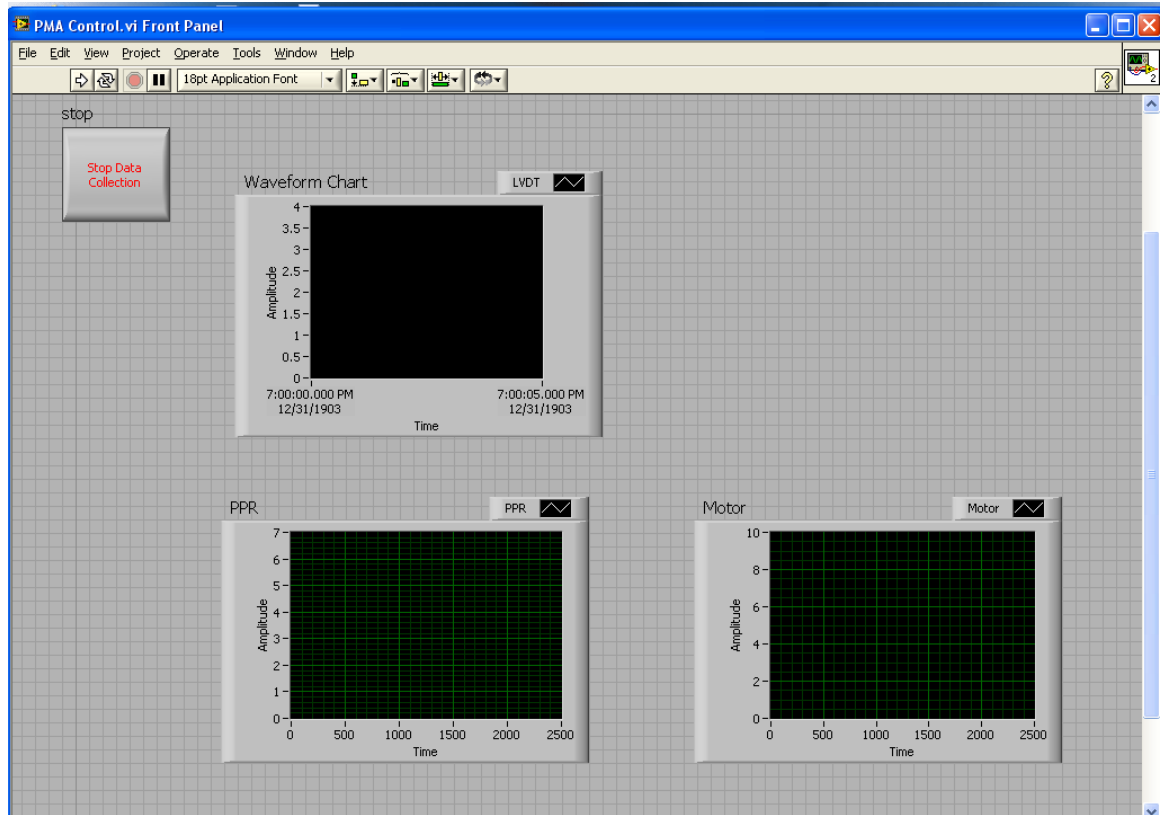 PMA Control.vi Front Panel
File Edit View Project Operate Tools Window Help
18pt Application Font
?
2
stop
Stop Data
Collection
Waveform Chart
LVDT
4
3.5
3
2.5
2
1.5
1
0.5
0
Amplitude
7:00:00.000 PM
12/31/1903
7:00:05.000 PM
12/31/1903
Time
PPR
PPR
7
6
5
4
3
2
1
0
Amplitude
0 500 1000 1500 2000 2500
Time
Motor
Motor
10
8
6
4
2
0
Amplitude
0 500 1000 1500 2000 2500
Time